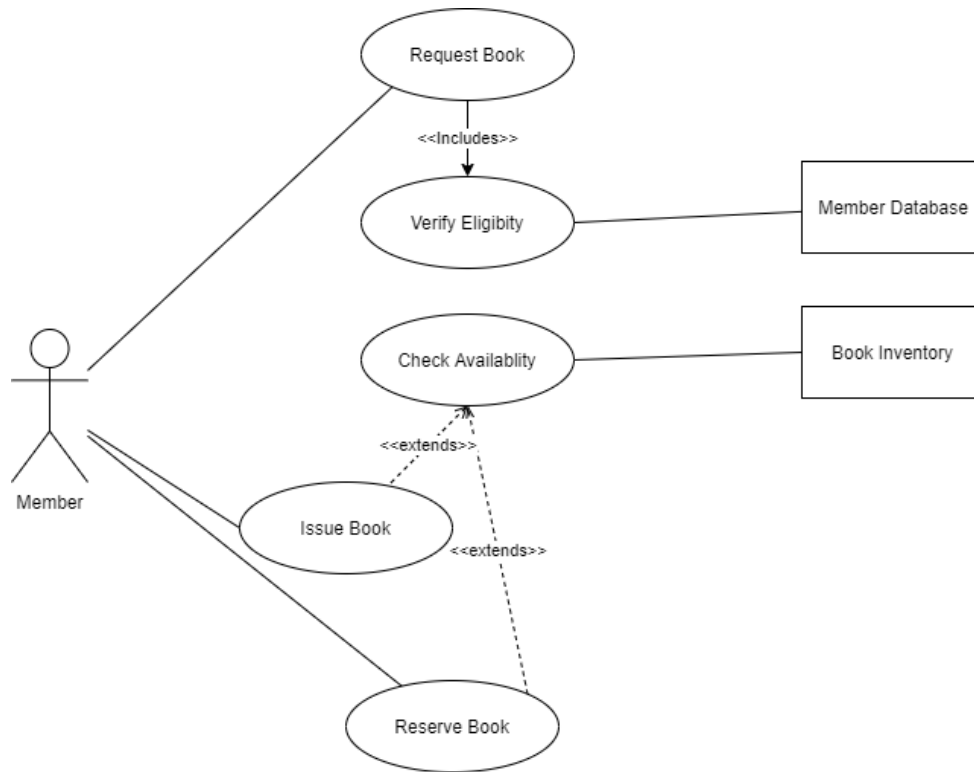 Request Book
<<Includes>>
Verify Eligibity
Member Database
Check Availablity
Book Inventory
<<extends>>
Member
Issue Book
<<extends>>
Reserve Book